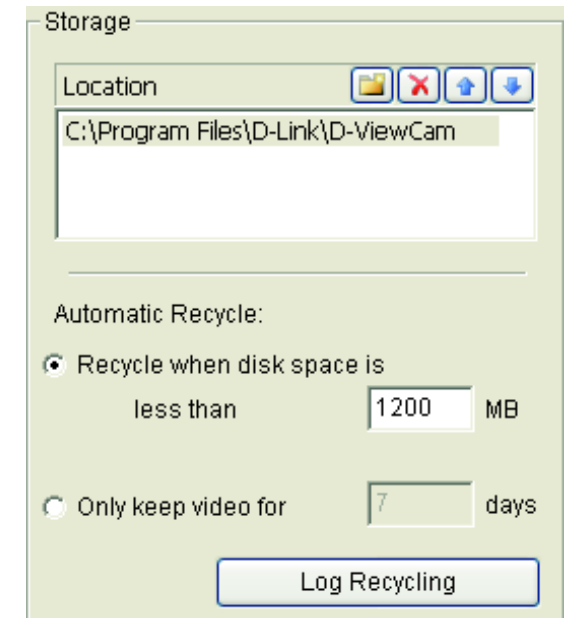 Storage
Location
C:\Program Files\D-Link\D-ViewCam
Automatic Recycle:
Recycle when disk space is
less than 1200 MB
Only keep video for 7 days
Log Recycling